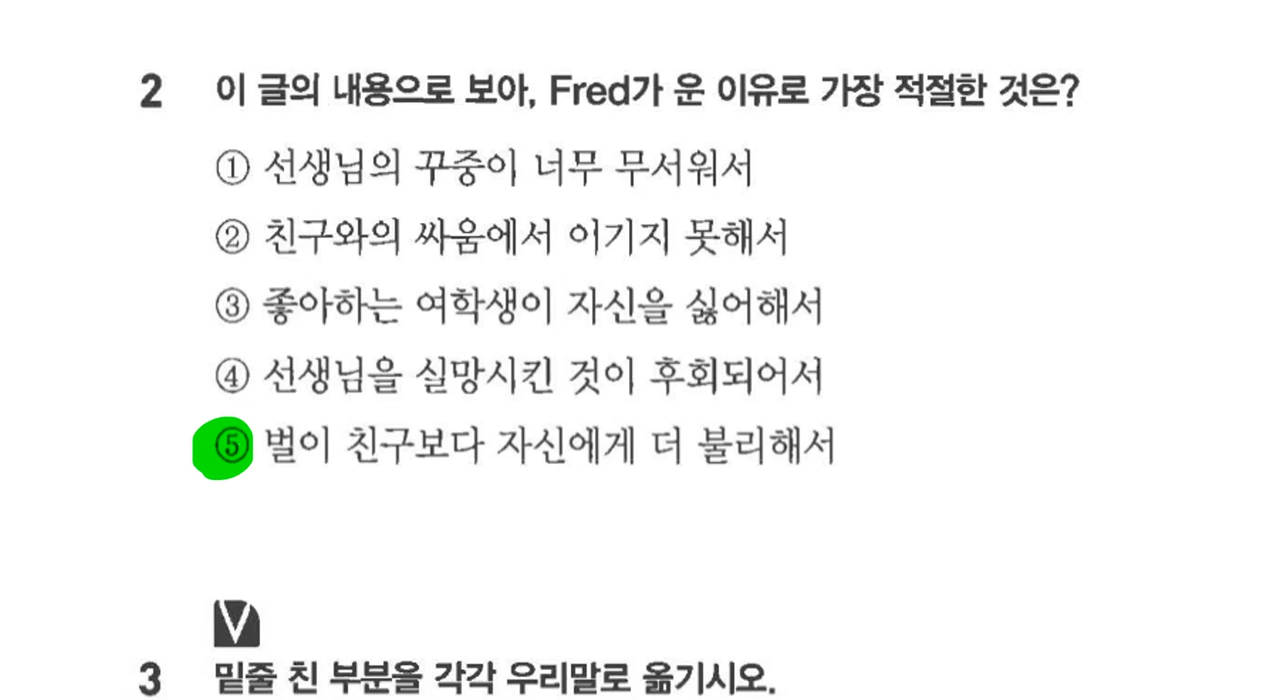 2 이 글의 내용으로 보아, Fred가 운 이유로 가장 적절한 것은?
① 선생님의 꾸중이 너무 무서워서
② 친구와의 싸움에서 이기지 못해서
③ 좋아하는 여학생이 자신을 싫어해서
④ 선생님을 실망시킨 것이 후회되어서
⑤ 벌이 친구보다 자신에게 더 불리해서
V
3 밑줄 친 부분을 각각 우리말로 옮기시오.